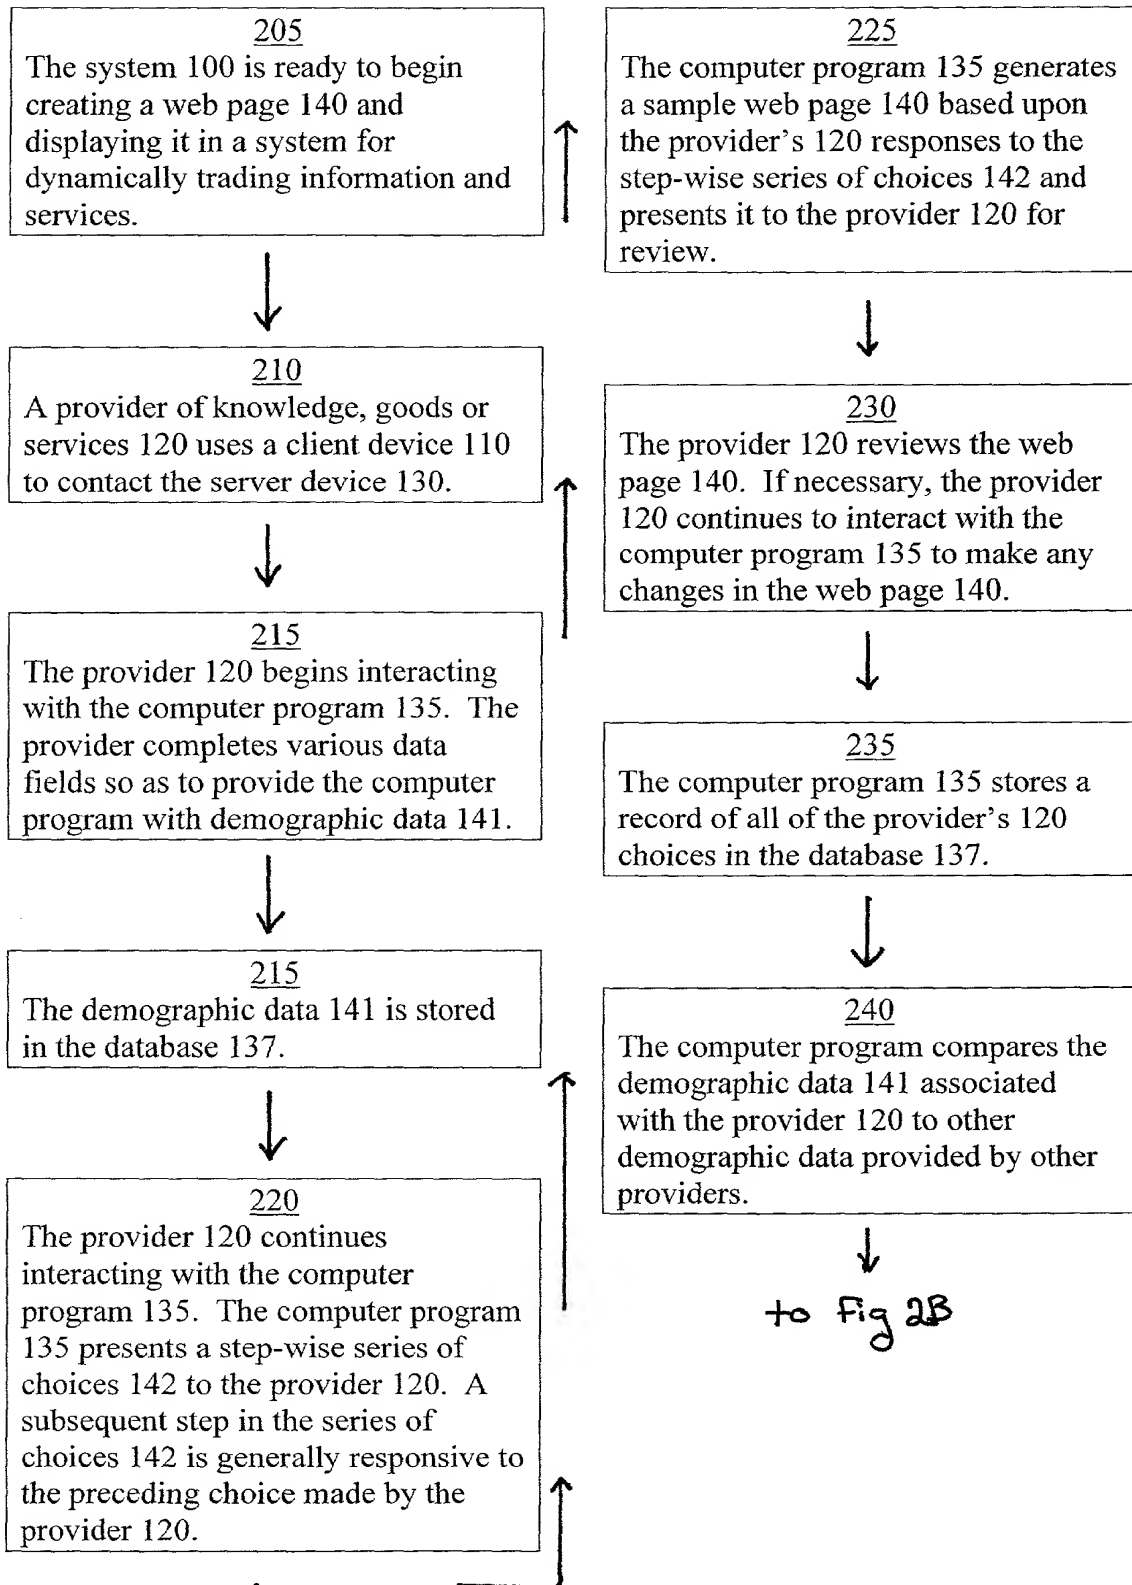 205
The system 100 is ready to begin
creating a web page 140 and
displaying it in a system for
dynamically trading information and
services.
210
A provider of knowledge, goods or
services 120 uses a client device 110
to contact the server device 130.
215
The provider 120 begins interacting
with the computer program 135. The
provider completes various data
fields so as to provide the computer
program with demographic data 141.
215
The demographic data 141 is stored
in the database 137.
220
The provider 120 continues
interacting with the computer
program 135. The computer program
135 presents a step-wise series of
choices 142 to the provider 120. A
subsequent step in the series of
choices 142 is generally responsive to
the preceding choice made by the
provider 120.
225
The computer program 135 generates
a sample web page 140 based upon
the provider's 120 responses to the
step-wise series of choices 142 and
presents it to the provider 120 for
review.
230
The provider 120 reviews the web
page 140. If necessary, the provider
120 continues to interact with the
computer program 135 to make any
changes in the web page 140.
235
The computer program 135 stores a
record of all of the provider's 120
choices in the database 137.
240
The computer program compares the
demographic data 141 associated
with the provider 120 to other
demographic data provided by other
providers.
to Fig 2B